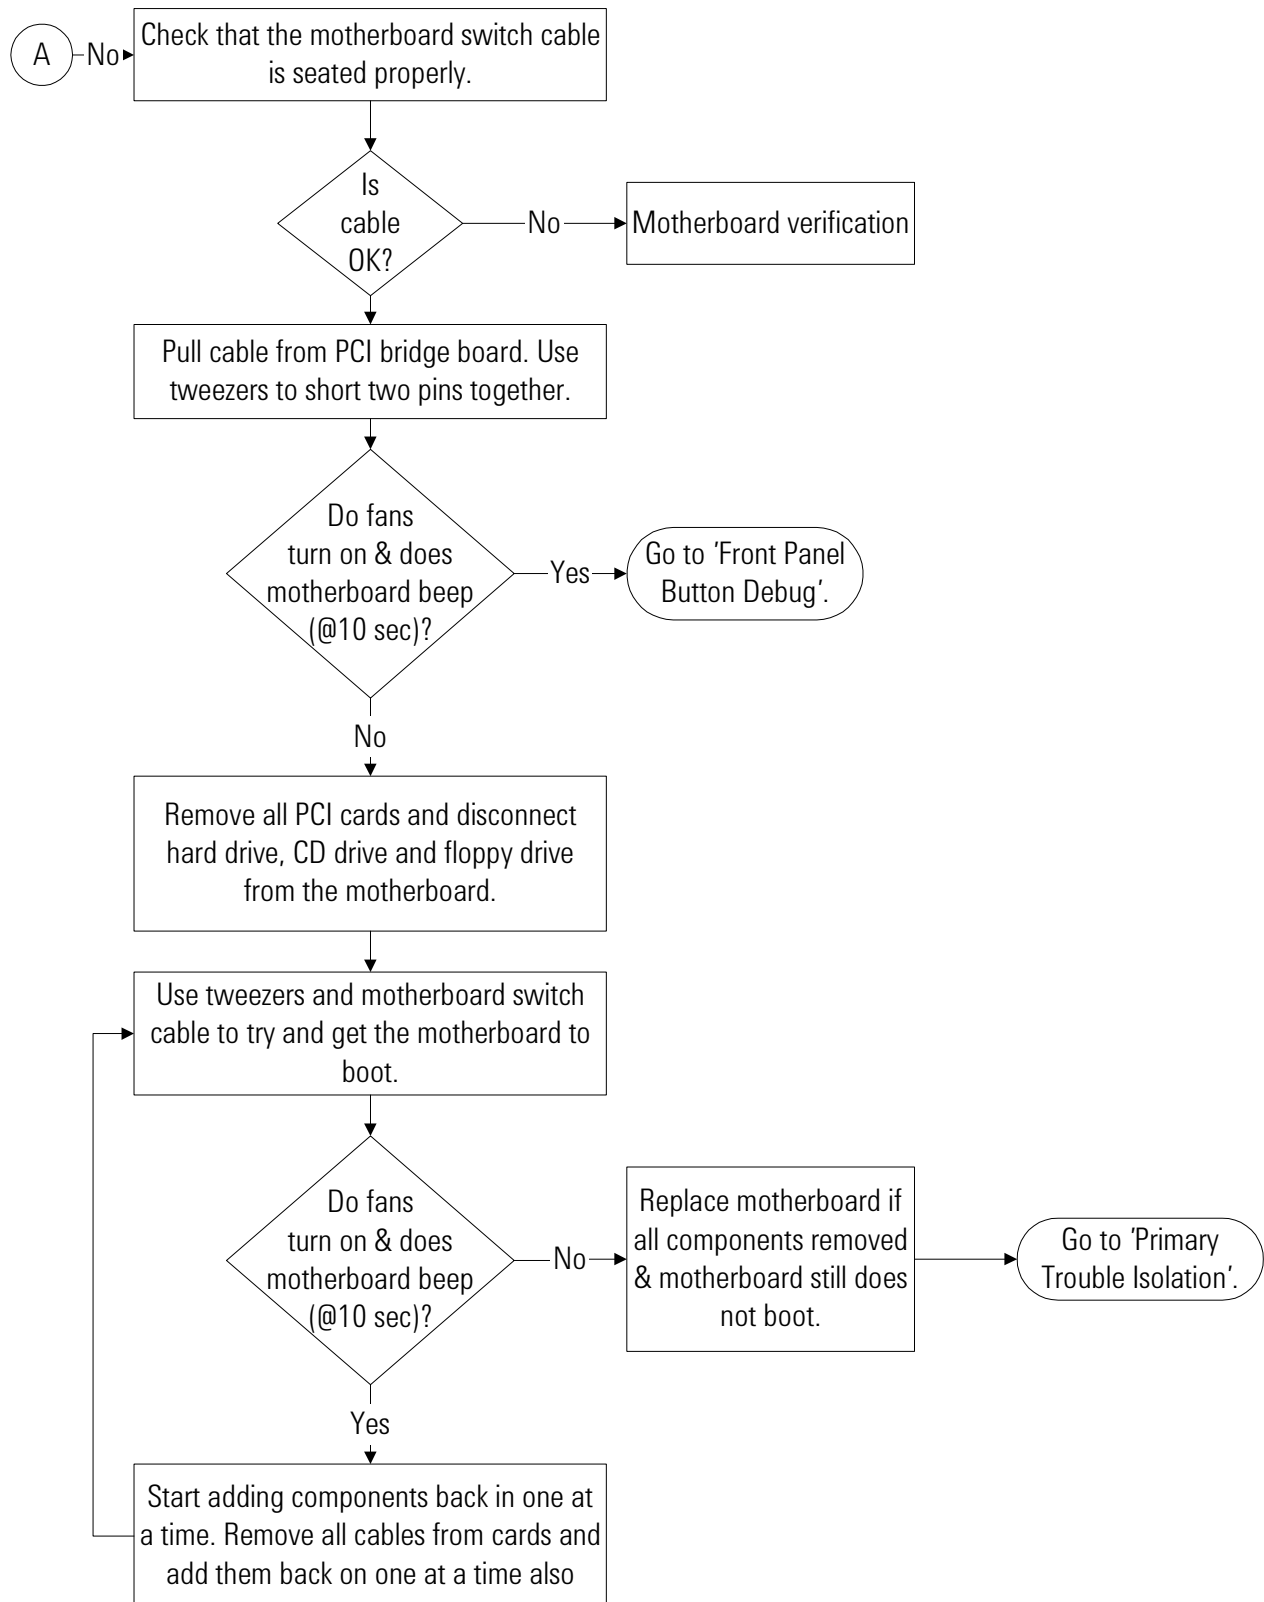 A
No
Check that the motherboard switch cable
is seated properly.
Is
cable
OK?
No
Motherboard verification
Pull cable from PCI bridge board. Use
tweezers to short two pins together.
Do fans
turn on & does
motherboard beep
(@10 sec)?
Yes
Go to 'Front Panel
Button Debug'.
No
Remove all PCI cards and disconnect
hard drive, CD drive and floppy drive
from the motherboard.
Use tweezers and motherboard switch
cable to try and get the motherboard to
boot.
Do fans
turn on & does
motherboard beep
(@10 sec)?
No
Replace motherboard if
all components removed
& motherboard still does
not boot.
Go to 'Primary
Trouble Isolation'.
Yes
Start adding components back in one at
a time. Remove all cables from cards and
add them back on one at a time also